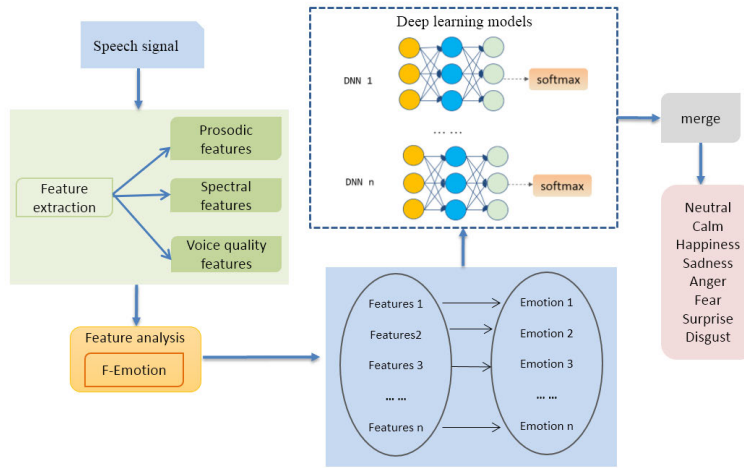 Speech signal
Feature
extraction
Prosodic
features
Spectral
features
Voice quality
features
Feature analysis
F-Emotion
Features 1
Features2
Features 3
... ...
Features n
Emotion 1
Emotion 2
Emotion 3
... ...
Emotion n
Deep learning models
DNN 1
softmax
... ...
DNN n
softmax
merge
Neutral
Calm
Happiness
Sadness
Anger
Fear
Surprise
Disgust